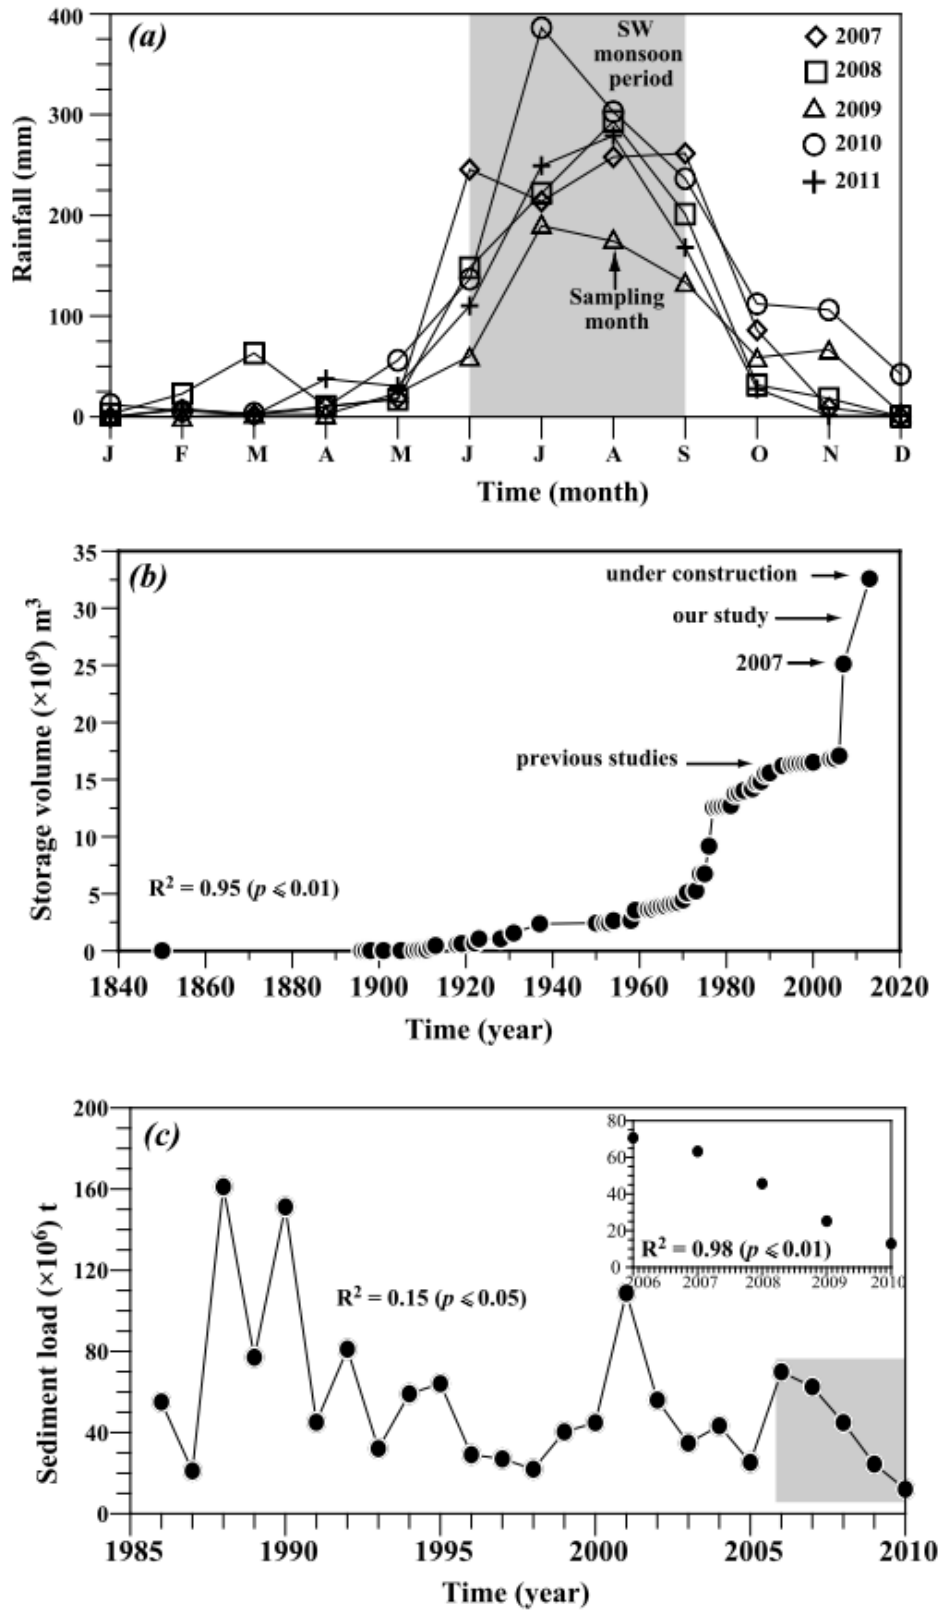 (a)
SW
monsoon
period
2007
2008
2009
2010
2011
Sampling
month
400
300
200
100
0
Rainfall (mm)
J F M A M J J A S O N D
Time (month)
(b)
under construction
our study
2007
previous studies
R² = 0.95 (p ⩽ 0.01)
35
30
25
20
15
10
5
0
Storage volume (×10⁹) m³
1840 1860 1880 1900 1920 1940 1960 1980 2000 2020
Time (year)
(c)
R² = 0.15 (p ⩽ 0.05)
80
60
40
20
0
R² = 0.98 (p ⩽ 0.01)
2006 2007 2008 2009 2010
200
160
120
80
40
0
Sediment load (×10⁶) t
1985 1990 1995 2000 2005 2010
Time (year)